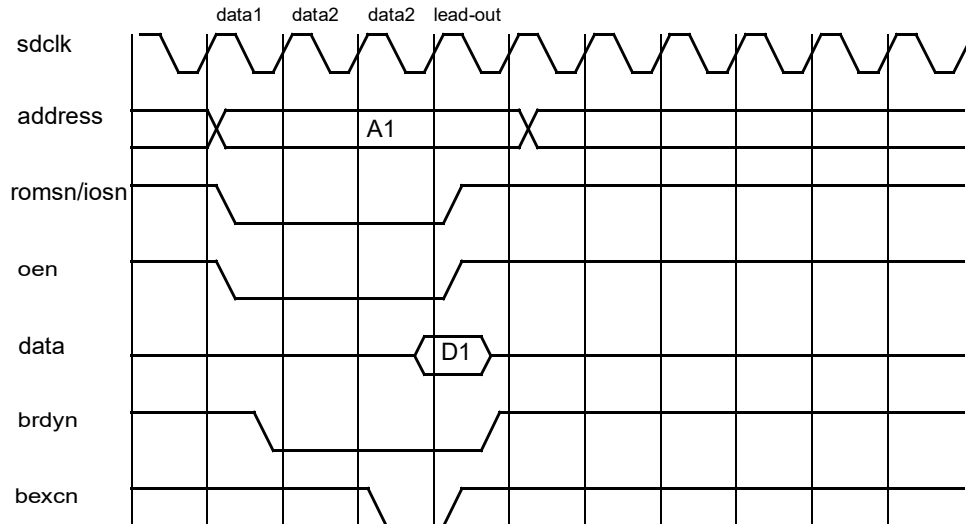 data1 data2 data2 lead-out
sdclk
address A1
romsn/iosn
oen
data D1
brdyn
bexcn